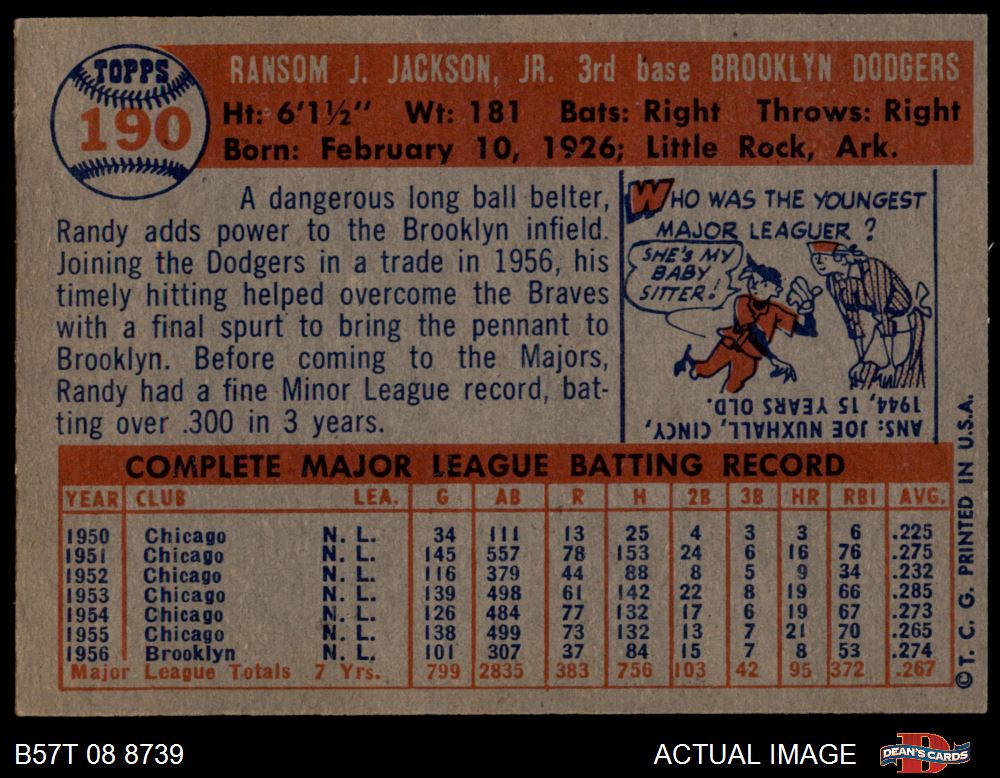 TOPPS
190
RANSOM J. JACKSON, JR. 3rd base BROOKLYN DODGERS
Ht: 6'1½" Wt: 181 Bats: Right Throws: Right
Born: February 10, 1926; Little Rock, Ark.
A dangerous long ball belter,
Randy adds power to the Brooklyn infield.
Joining the Dodgers in a trade in 1956, his
timely hitting helped overcome the Braves
with a final spurt to bring the pennant to
Brooklyn. Before coming to the Majors,
Randy had a fine Minor League record, bat-
ting over .300 in 3 years.
WHO WAS THE YOUNGEST
MAJOR LEAGUER ?
SHE'S MY
BABY
SITTER!
ANS: JOE NUXHALL, CINCY,
1944, 15 YEARS OLD.
COMPLETE MAJOR LEAGUE BATTING RECORD
YEAR CLUB LEA. G AB R H 2B 3B HR RBI AVG.
1950 Chicago N. L. 34 111 13 25 4 3 3 6 .225
1951 Chicago N. L. 145 557 78 153 24 6 16 76 .275
1952 Chicago N. L. 116 379 44 88 8 5 9 34 .232
1953 Chicago N. L. 139 498 61 142 22 8 19 66 .285
1954 Chicago N. L. 126 484 77 132 17 6 19 67 .273
1955 Chicago N. L. 138 499 73 132 13 7 21 70 .265
1956 Brooklyn N. L. 101 307 37 84 15 7 8 53 .274
Major League Totals 7 Yrs. 799 2835 383 756 103 42 95 372 .267
©T. C. G. PRINTED IN U.S.A.
B57T 08 8739
ACTUAL IMAGE
DEAN'S CARDS